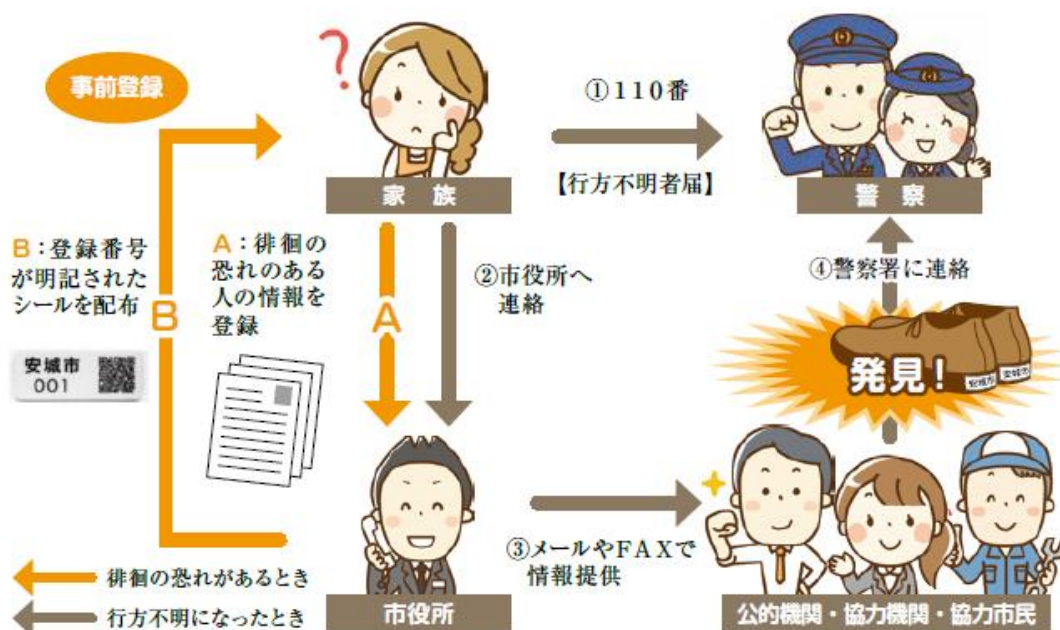 事前登録
?
①110番
【行方不明者届】
家族
警察
B：登録番号
が明記された
シールを配布
B
A：徘徊の
恐れのある
人の情報を
登録
A
②市役所へ
連絡
④警察署に連絡
安城市
001
発見！
安城市
安城市
③メールやFAXで
情報提供
徘徊の恐れがあるとき
行方不明になったとき
市役所
公的機関・協力機関・協力市民